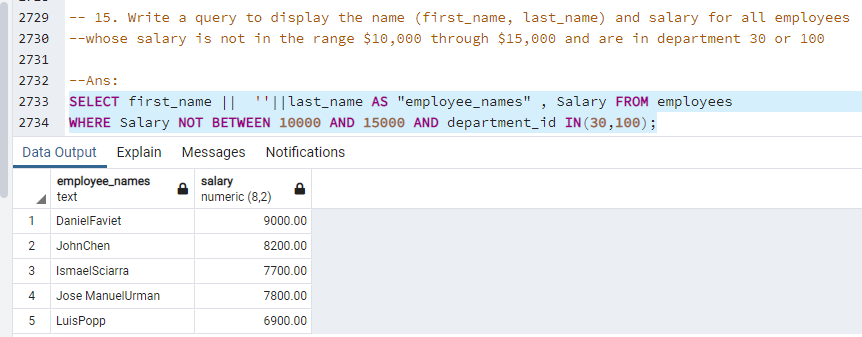 2729 -- 15. Write a query to display the name (first_name, last_name) and salary for all employees
2730 --whose salary is not in the range $10,000 through $15,000 and are in department 30 or 100
2731
2732 --Ans:
2733 SELECT first_name ||  ''||last_name AS "employee_names" , Salary FROM employees
2734 WHERE Salary NOT BETWEEN 10000 AND 15000 AND department_id IN(30,100);
Data Output Explain Messages Notifications
employee_names salary
text numeric (8,2)
1 DanielFaviet 9000.00
2 JohnChen 8200.00
3 IsmaelSciarra 7700.00
4 Jose ManuelUrman 7800.00
5 LuisPopp 6900.00